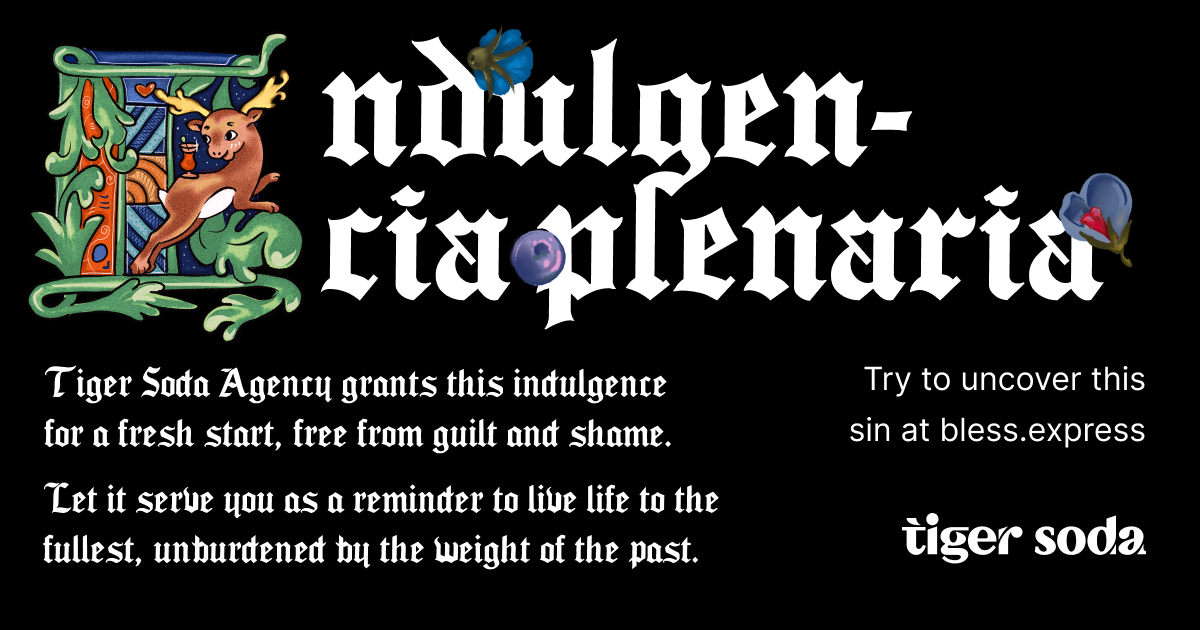 Indulgen-
cia plenaria
Tiger Soda Agency grants this indulgence
for a fresh start, free from guilt and shame.
Let it serve you as a reminder to live life to the
fullest, unburdened by the weight of the past.
Try to uncover this
sin at bless.express
tiger soda